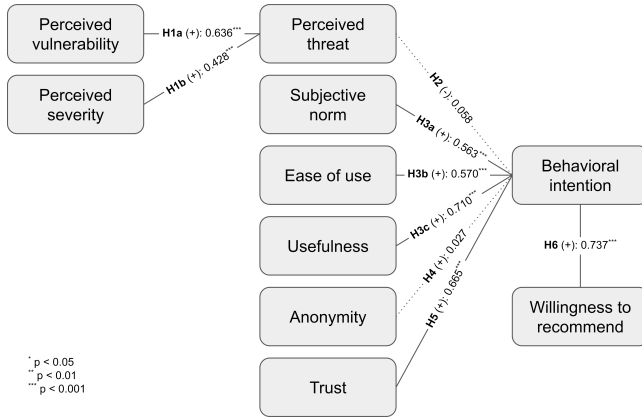 Perceived
vulnerability
H1a (+): 0.636***
Perceived
threat
Perceived
severity
H1b (+): 0.428***
H2 (-): 0.058
Subjective
norm
H3a (+): 0.563***
Ease of use
H3b (+): 0.570***
Behavioral
intention
Usefulness
H3c (+): 0.710***
H4 (+): 0.027
H6 (+): 0.737***
Anonymity
H5 (+): 0.665***
Willingness to
recommend
Trust
* p < 0.05
** p < 0.01
*** p < 0.001